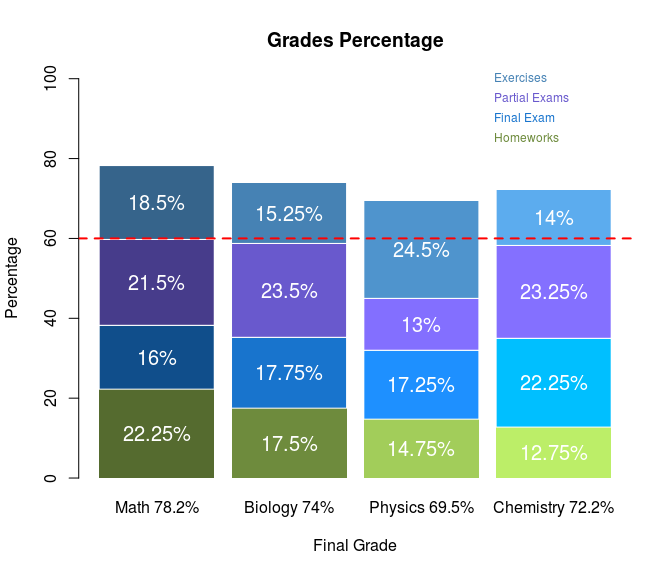 Grades Percentage
Exercises
Partial Exams
Final Exam
Homeworks
Percentage
100
80
60
40
20
0
18.5%
21.5%
16%
22.25%
15.25%
23.5%
17.75%
17.5%
24.5%
13%
17.25%
14.75%
14%
23.25%
22.25%
12.75%
Math 78.2%
Biology 74%
Physics 69.5%
Chemistry 72.2%
Final Grade